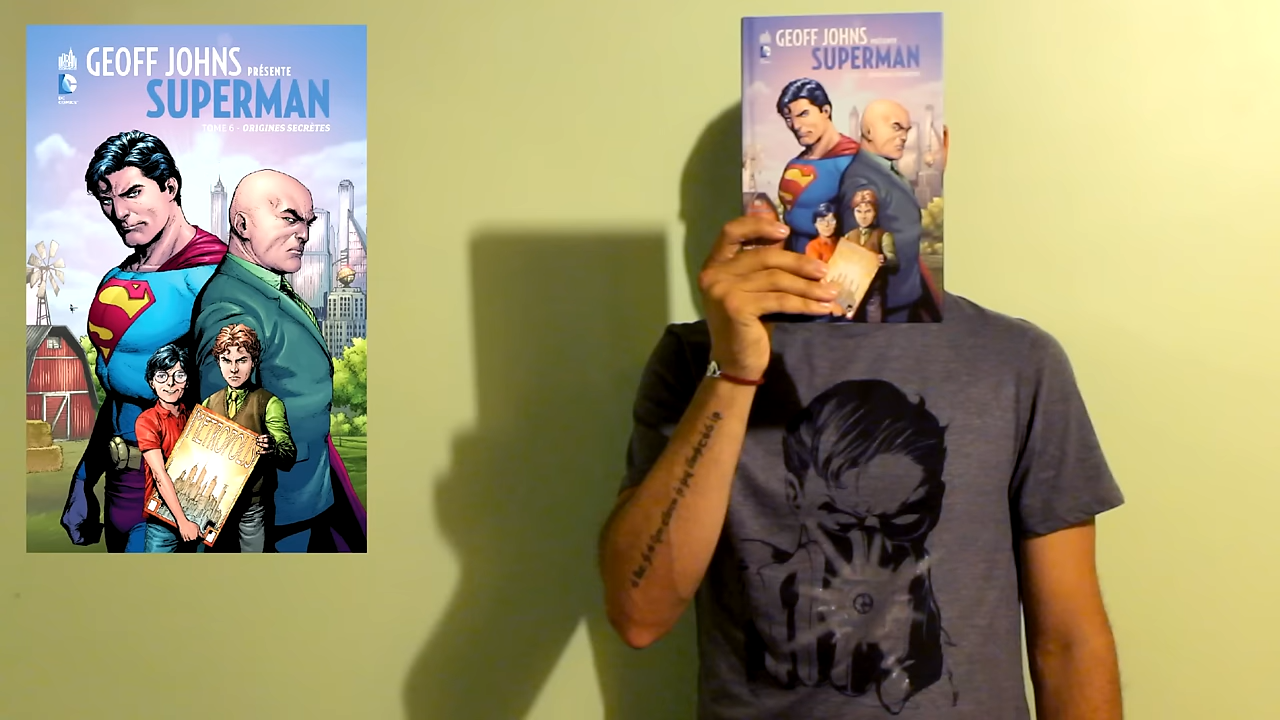 GEOFF JOHNS
PRÉSENTE
SUPERMAN
TOME 6 - ORIGINES SECRÈTES
DC
COMICS
METROPOLIS
GEOFF JOHNS
SUPERMAN